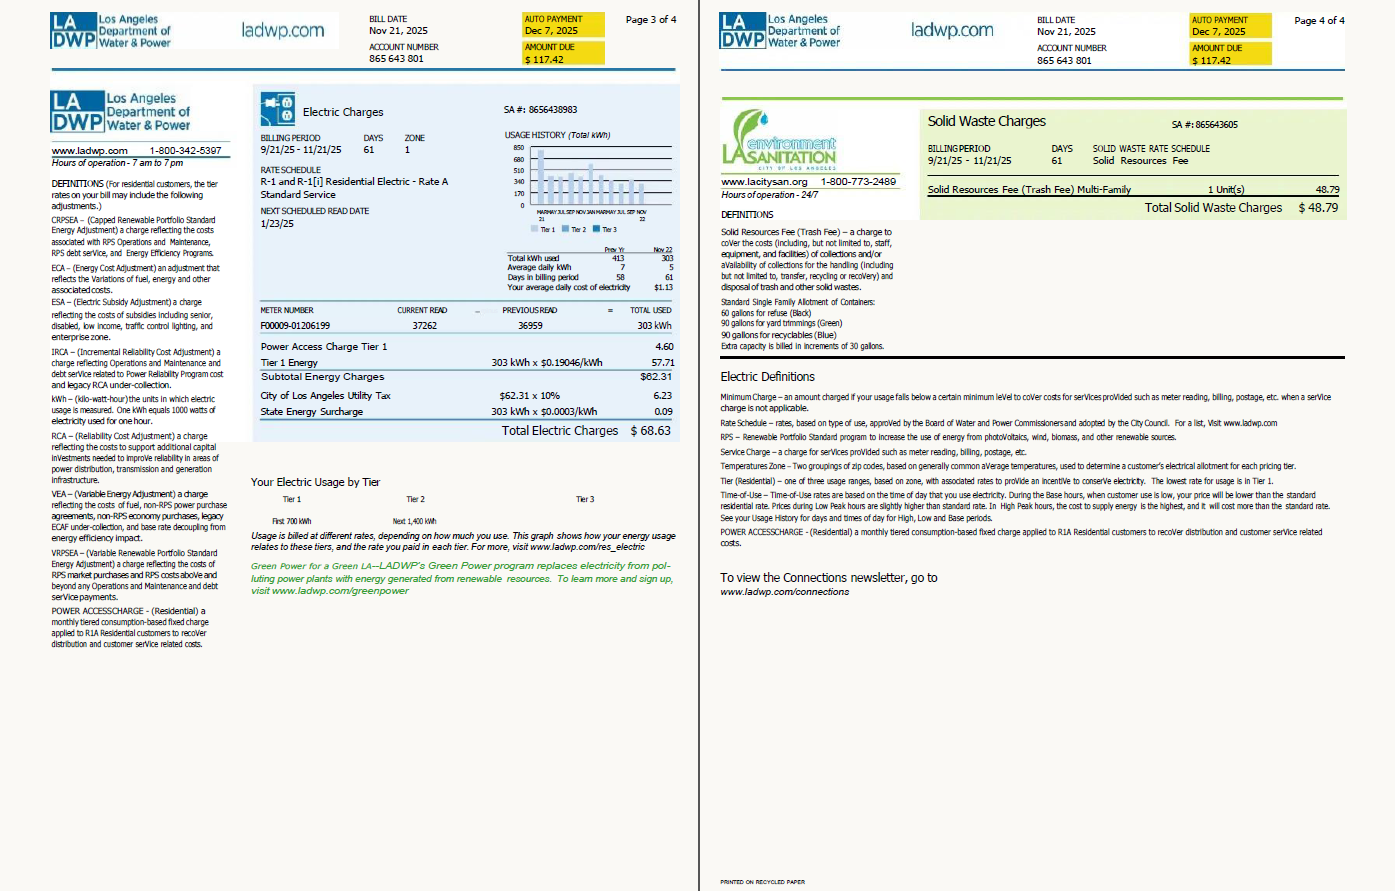 LA DWP
Los Angeles
Department of
Water & Power
ladwp.com
BILL DATE
Nov 21, 2025
ACCOUNT NUMBER
865 643 801
AUTO PAYMENT
Dec 7, 2025
AMOUNT DUE
$ 117.42
Page 3 of 4
LA DWP
Los Angeles
Department of
Water & Power
www.ladwp.com 1-800-342-5397
Hours of operation - 7 am to 7 pm
DEFINITIONS (For residential customers, the tier
rates on your bill may include the following
adjustments.)
CRPSEA – (Capped Renewable Portfolio Standard
Energy Adjustment) a charge reflecting the costs
associated with RPS Operations and Maintenance,
RPS debt serVice, and Energy Efficiency Programs.
ECA – (Energy Cost Adjustment) an adjustment that
reflects the Variations of fuel, energy and other
associated costs.
ESA – (Electric Subsidy Adjustment) a charge
reflecting the costs of subsidies including senior,
disabled, low income, traffic control lighting, and
enterprise zone.
IRCA – (Incremental Reliability Cost Adjustment) a
charge reflecting Operations and Maintenance and
debt serVice related to Power Reliability Program cost
and legacy RCA under-collection.
kWh – (kilo-watt-hour) the units in which electric
usage is measured. One kWh equals 1000 watts of
electricity used for one hour.
RCA – (Reliability Cost Adjustment) a charge
reflecting the costs to support additional capital
inVestments needed to improVe reliability in areas of
power distribution, transmission and generation
infrastructure.
VEA – (Variable Energy Adjustment) a charge
reflecting the costs of fuel, non-RPS power purchase
agreements, non-RPS economy purchases, legacy
ECAF under-collection, and base rate decoupling from
energy efficiency impact.
VRPSEA – (Variable Renewable Portfolio Standard
Energy Adjustment) a charge reflecting the costs of
RPS market purchases and RPS costs aboVe and
beyond any Operations and Maintenance and debt
serVice payments.
POWER ACCESSCHARGE - (Residential) a
monthly tiered consumption-based fixed charge
applied to R1A Residential customers to recoVer
distribution and customer serVice related costs.
Electric Charges
SA #: 8656438983
BILLING PERIOD DAYS ZONE
9/21/25 - 11/21/25 61 1
RATE SCHEDULE
R-1 and R-1[i] Residential Electric - Rate A
Standard Service
NEXT SCHEDULED READ DATE
1/23/25
USAGE HISTORY (Total kWh)
850
680
510
340
170
0
MAR MAY JUL SEP NOV JAN MAR MAY JUL SEP NOV
21 22
Tier 1 Tier 2 Tier 3
Prev Yr Nov 22
Total kWh used 413 303
Average daily kWh 7 5
Days in billing period 58 61
Your average daily cost of electricity $1.13
METER NUMBER CURRENT READ – PREVIOUS READ = TOTAL USED
F00009-01206199 37262 36959 303 kWh
Power Access Charge Tier 1 4.60
Tier 1 Energy 303 kWh x $0.19046/kWh 57.71
Subtotal Energy Charges $62.31
City of Los Angeles Utility Tax $62.31 x 10% 6.23
State Energy Surcharge 303 kWh x $0.0003/kWh 0.09
Total Electric Charges $ 68.63
Your Electric Usage by Tier
Tier 1 Tier 2 Tier 3
First 700 kWh Next 1,400 kWh
Usage is billed at different rates, depending on how much you use. This graph shows how your energy usage
relates to these tiers, and the rate you paid in each tier. For more, visit www.ladwp.com/res_electric
Green Power for a Green LA--LADWP's Green Power program replaces electricity from pol-
luting power plants with energy generated from renewable resources. To learn more and sign up,
visit www.ladwp.com/greenpower
LA DWP
Los Angeles
Department of
Water & Power
ladwp.com
BILL DATE
Nov 21, 2025
ACCOUNT NUMBER
865 643 801
AUTO PAYMENT
Dec 7, 2025
AMOUNT DUE
$ 117.42
Page 4 of 4
environment
LA SANITATION
CITY OF LOS ANGELES
www.lacitysan.org 1-800-773-2489
Hours of operation - 24/7
DEFINITIONS
Solid Resources Fee (Trash Fee) – a charge to
coVer the costs (including, but not limited to, staff,
equipment, and facilities) of collections and/or
aVailability of collections for the handling (including
but not limited to, transfer, recycling or recoVery) and
disposal of trash and other solid wastes.
Standard Single Family Allotment of Containers:
60 gallons for refuse (Black)
90 gallons for yard trimmings (Green)
90 gallons for recyclables (Blue)
Extra capacity is billed in increments of 30 gallons.
Solid Waste Charges
SA #: 865643605
BILLING PERIOD DAYS SOLID WASTE RATE SCHEDULE
9/21/25 - 11/21/25 61 Solid Resources Fee
Solid Resources Fee (Trash Fee) Multi-Family 1 Unit(s) 48.79
Total Solid Waste Charges $ 48.79
Electric Definitions
Minimum Charge – an amount charged if your usage falls below a certain minimum leVel to coVer costs for serVices proVided such as meter reading, billing, postage, etc. when a serVice
charge is not applicable.
Rate Schedule – rates, based on type of use, approVed by the Board of Water and Power Commissioners and adopted by the City Council. For a list, Visit www.ladwp.com
RPS – Renewable Portfolio Standard program to increase the use of energy from photoVoltaics, wind, biomass, and other renewable sources.
Service Charge – a charge for serVices proVided such as meter reading, billing, postage, etc.
Temperatures Zone – Two groupings of zip codes, based on generally common aVerage temperatures, used to determine a customer's electrical allotment for each pricing tier.
Tier (Residential) – one of three usage ranges, based on zone, with associated rates to proVide an incentiVe to conserVe electricity. The lowest rate for usage is in Tier 1.
Time-of-Use – Time-of-Use rates are based on the time of day that you use electricity. During the Base hours, when customer use is low, your price will be lower than the standard
residential rate. Prices during Low Peak hours are slightly higher than standard rate. In High Peak hours, the cost to supply energy is the highest, and it will cost more than the standard rate.
See your Usage History for days and times of day for High, Low and Base periods.
POWER ACCESSCHARGE - (Residential) a monthly tiered consumption-based fixed charge applied to R1A Residential customers to recoVer distribution and customer serVice related
costs.
To view the Connections newsletter, go to
www.ladwp.com/connections
PRINTED ON RECYCLED PAPER